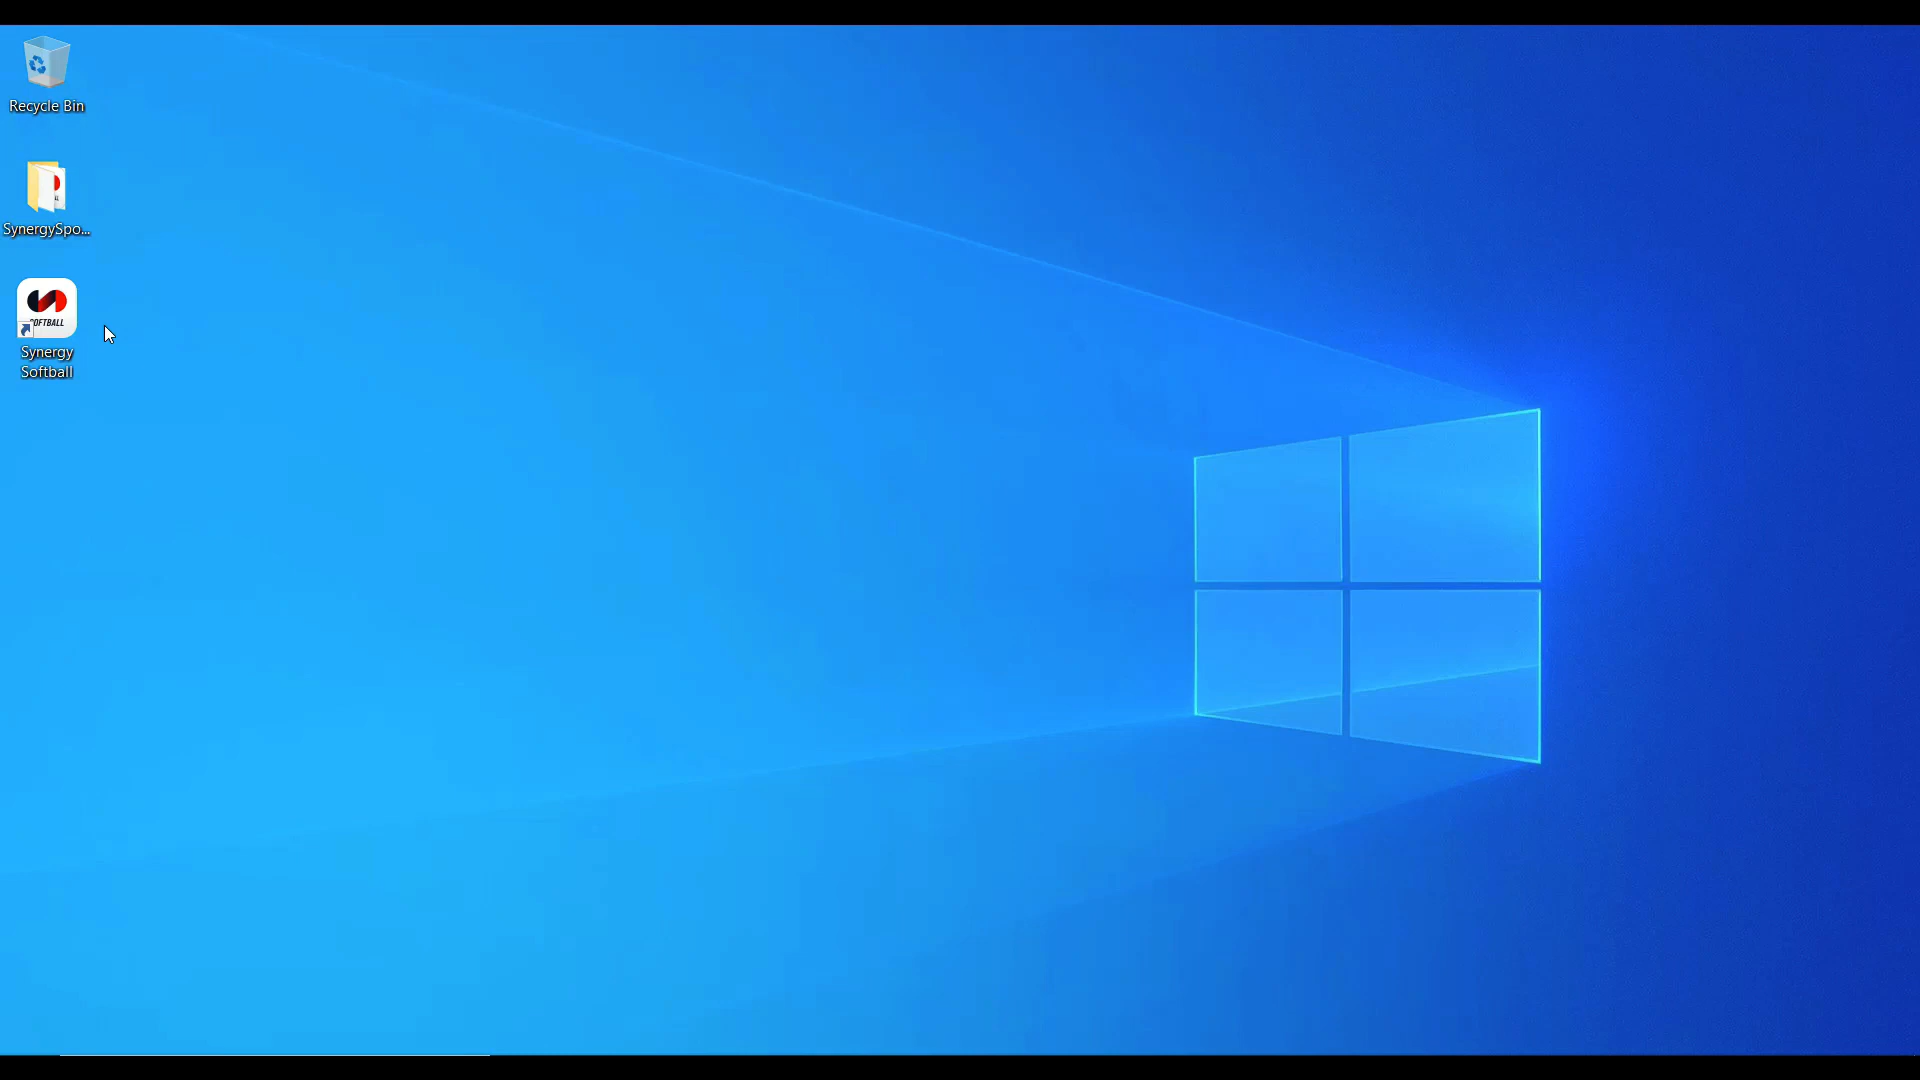 Recycle Bin
SynergySpo...
SOFTBALL
Synergy
Softball